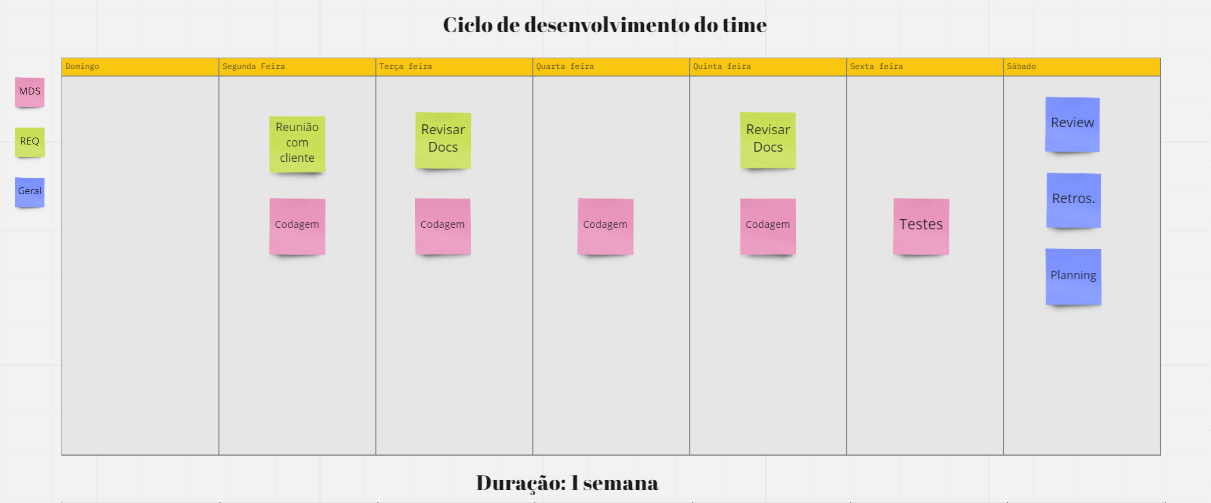 Ciclo de desenvolvimento do time
Domingo
Segunda Feira
Terça feira
Quarta feira
Quinta feira
Sexta feira
Sábado
MDS
REQ
Geral
Reunião
com
cliente
Revisar
Docs
Revisar
Docs
Review
Codagem
Codagem
Codagem
Codagem
Testes
Retros.
Planning
Duração: 1 semana